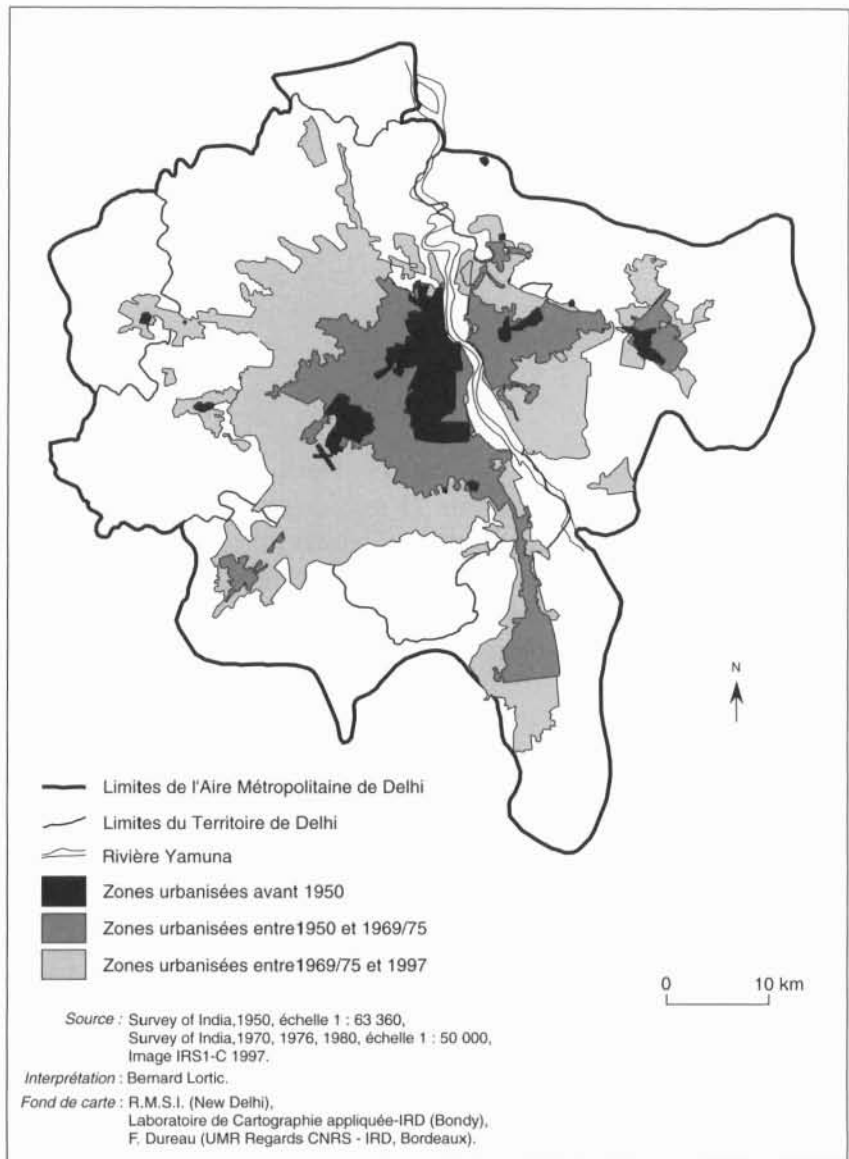 N
Limites de l'Aire Métropolitaine de Delhi
Limites du Territoire de Delhi
Rivière Yamuna
Zones urbanisées avant 1950
Zones urbanisées entre1950 et 1969/75
Zones urbanisées entre1969/75 et 1997
0 10 km
Source : Survey of India,1950, échelle 1 : 63 360,
Survey of India,1970, 1976, 1980, échelle 1 : 50 000,
Image IRS1-C 1997.
Interprétation : Bernard Lortic.
Fond de carte : R.M.S.I. (New Delhi),
Laboratoire de Cartographie appliquée-IRD (Bondy),
F. Dureau (UMR Regards CNRS - IRD, Bordeaux).